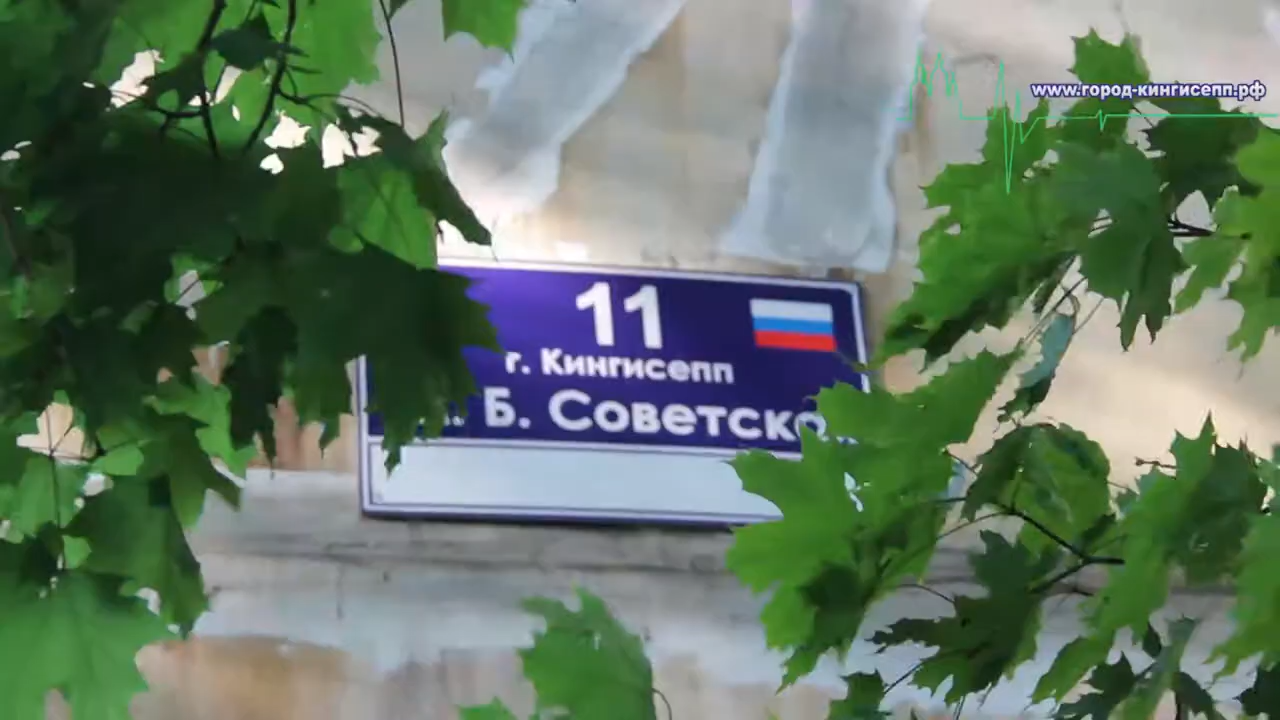 www.город-кингисепп.рф
11
г. Кингисепп
Б. Советско